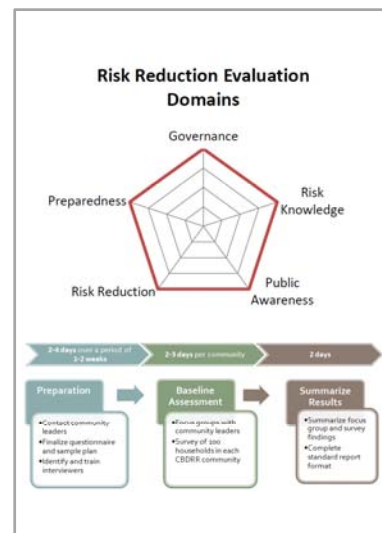 Risk Reduction Evaluation
Domains
Governance
Preparedness
Risk
Knowledge
Risk Reduction
Public
Awareness
2-4 days over a period of
1-2 weeks
2-3 days per community
2 days
Preparation
•Contact community
leaders
•Finalize questionnaire
and sample plan
•Identify and train
interviewers
Baseline
Assessment
•Focus groups with
community leaders
•Survey of 100
households in each
CBDRR community
Summarize
Results
•Summarize focus
group and survey
findings
•Complete
standard report
format